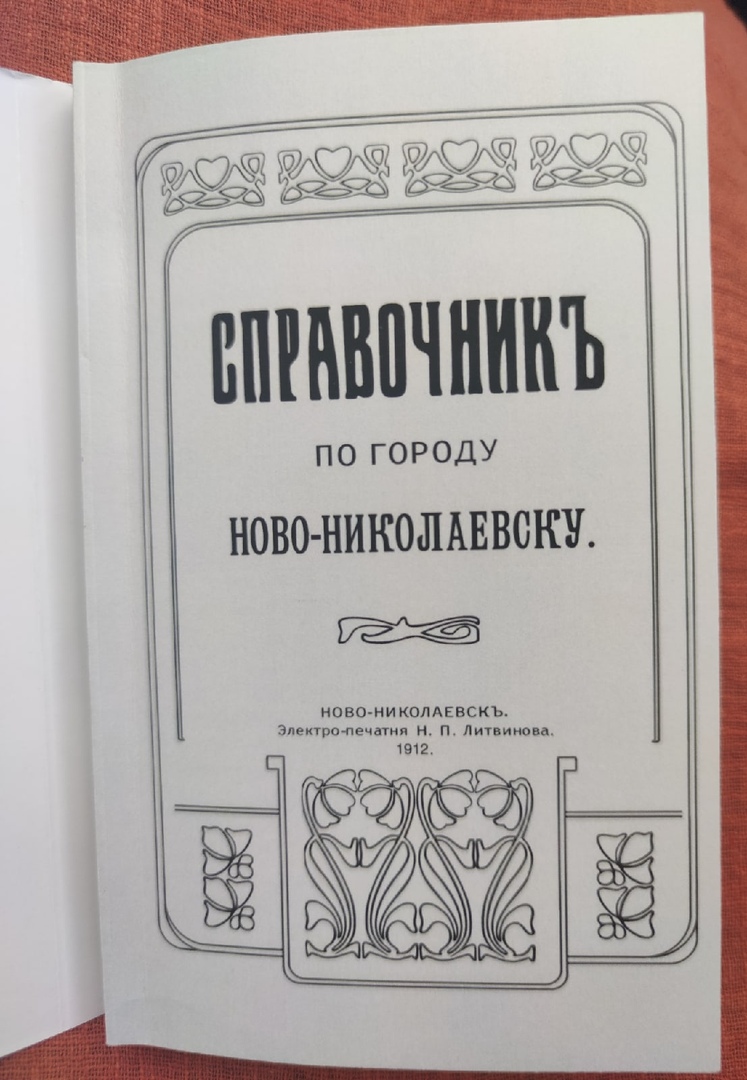 СПРАВОЧНИКЪ
ПО ГОРОДУ
НОВО-НИКОЛАЕВСКУ.
НОВО-НИКОЛАЕВСКЪ.
Электро-печатня Н. П. Литвинова.
1912.